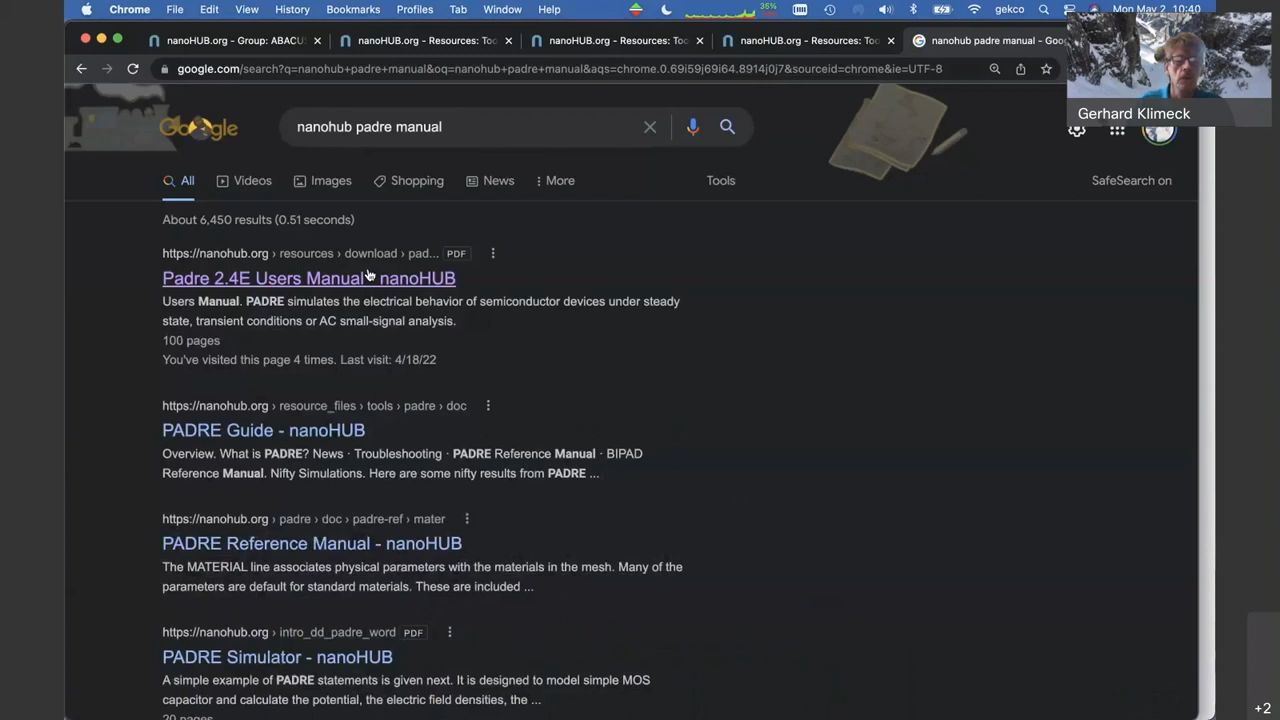 Chrome File Edit View History Bookmarks Profiles Tab Window Help 35% gekco Mon May 2 10:40
nanoHUB.org - Group: ABACUS nanoHUB.org - Resources: Too nanoHUB.org - Resources: Too nanoHUB.org - Resources: Too nanohub padre manual - Goo
google.com/search?q=nanohub+padre+manual&oq=nanohub+padre+manual&aqs=chrome.0.69i59j69i64.8914j0j7&sourceid=chrome&ie=UTF-8
Gerhard Klimeck
Google nanohub padre manual
All Videos Images Shopping News More Tools SafeSearch on
About 6,450 results (0.51 seconds)
https://nanohub.org › resources › download › pad... PDF
Padre 2.4E Users Manual - nanoHUB
Users Manual. PADRE simulates the electrical behavior of semiconductor devices under steady
state, transient conditions or AC small-signal analysis.
100 pages
You've visited this page 4 times. Last visit: 4/18/22
https://nanohub.org › resource_files › tools › padre › doc
PADRE Guide - nanoHUB
Overview. What is PADRE? News · Troubleshooting · PADRE Reference Manual · BIPAD
Reference Manual. Nifty Simulations. Here are some nifty results from PADRE ...
https://nanohub.org › padre › doc › padre-ref › mater
PADRE Reference Manual - nanoHUB
The MATERIAL line associates physical parameters with the materials in the mesh. Many of the
parameters are default for standard materials. These are included ...
https://nanohub.org › intro_dd_padre_word PDF
PADRE Simulator - nanoHUB
A simple example of PADRE statements is given next. It is designed to model simple MOS
capacitor and calculate the potential, the electric field densities, the ...
20 pages
+2